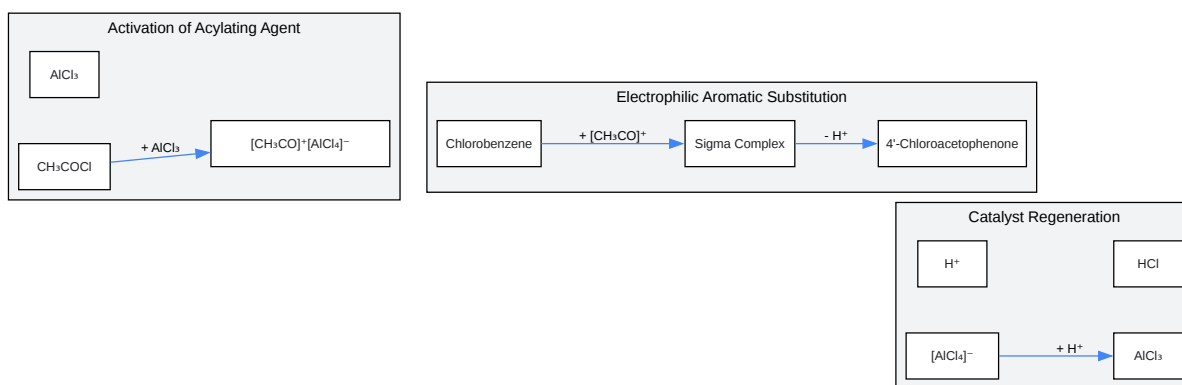 Activation of Acylating Agent
AlCl₃
CH₃COCl
+ AlCl₃
[CH₃CO]⁺[AlCl₄]⁻
Electrophilic Aromatic Substitution
Chlorobenzene
+ [CH₃CO]⁺
Sigma Complex
- H⁺
4'-Chloroacetophenone
Catalyst Regeneration
H⁺
HCl
[AlCl₄]⁻
+ H⁺
AlCl₃